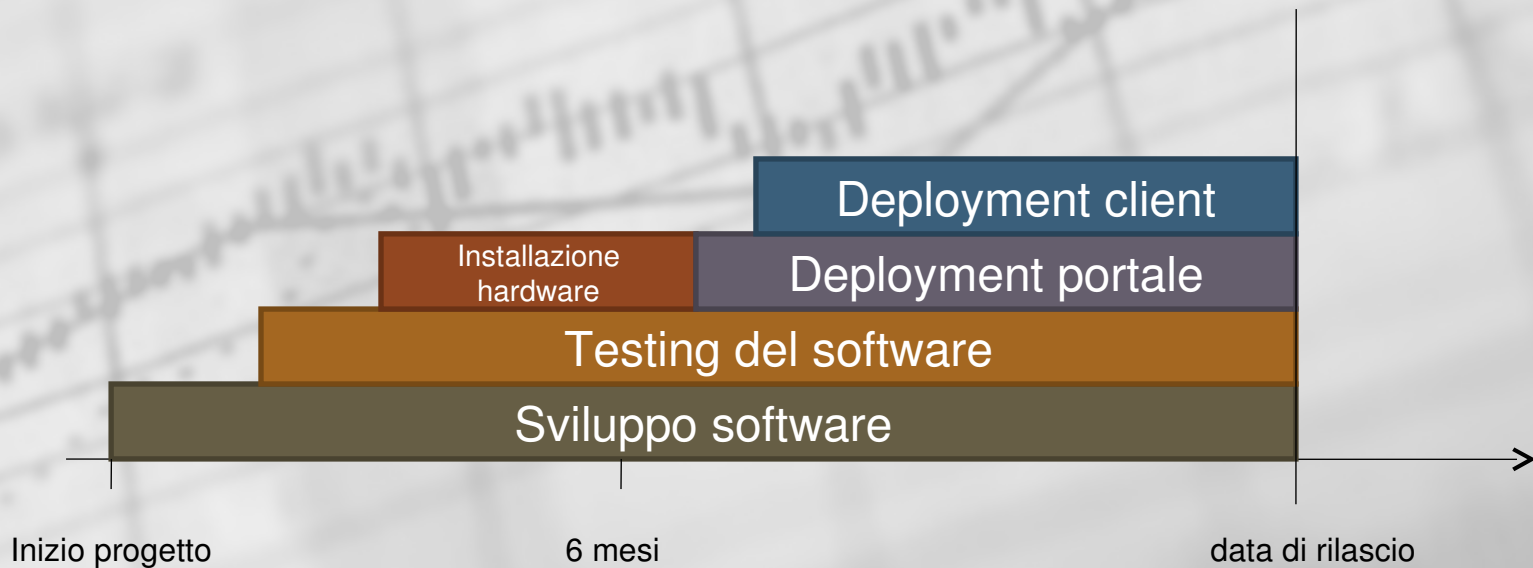 Deployment client
Installazione
hardware
Deployment portale
Testing del software
Sviluppo software
Inizio progetto
6 mesi
data di rilascio